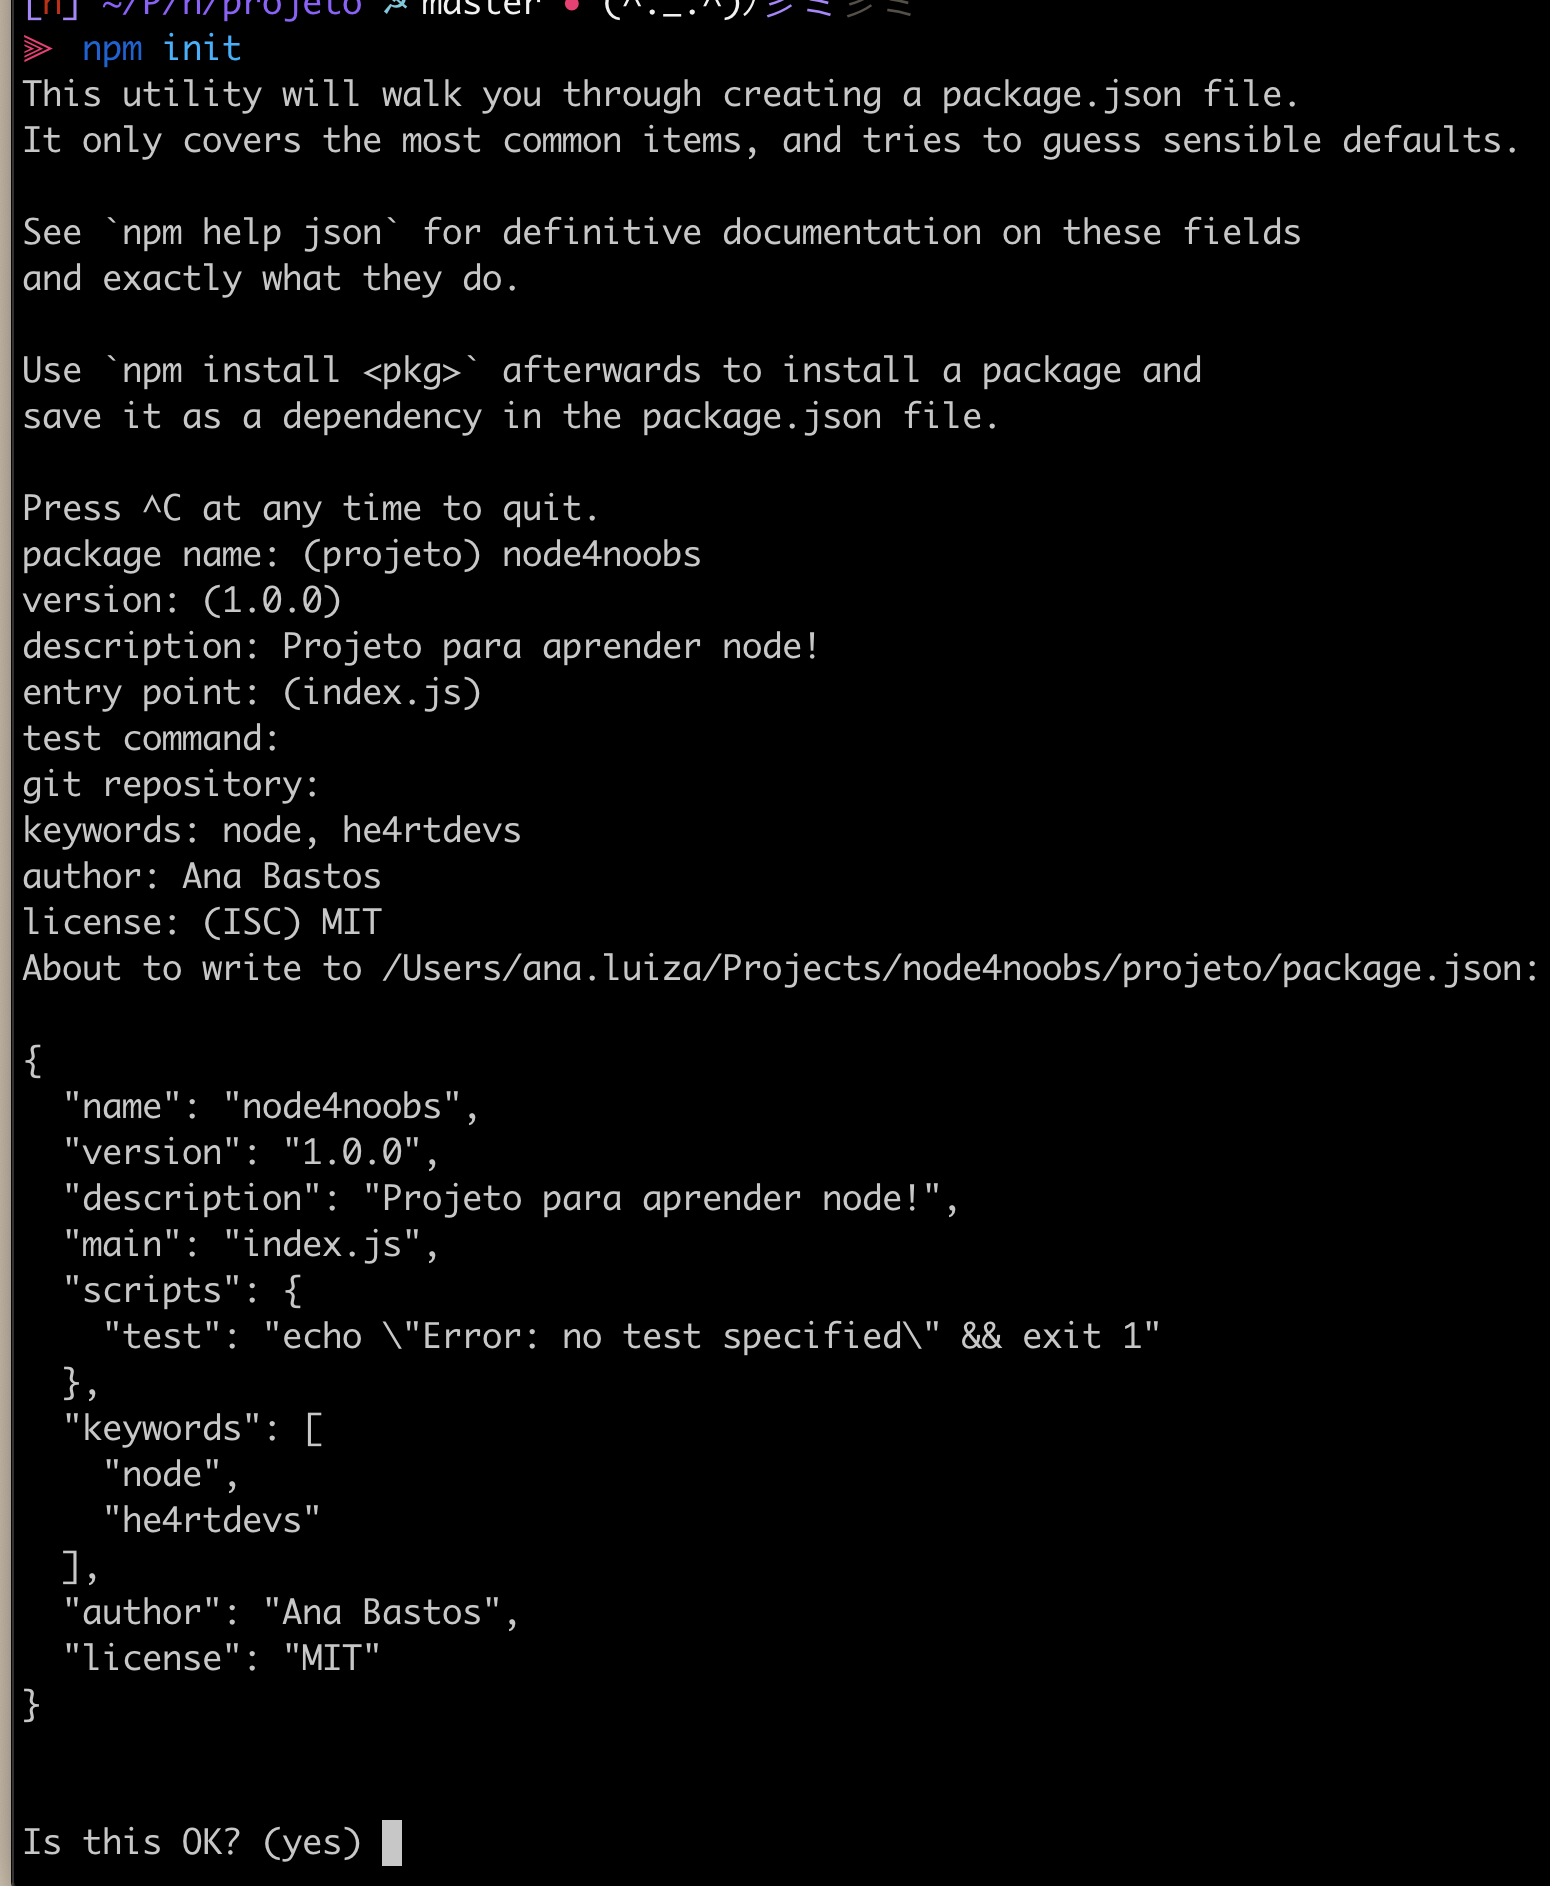 [n] ~/P/n/projeto ☭ master • (^._.^)ﾉ彡ミ彡ミ
⫸ npm init
This utility will walk you through creating a package.json file.
It only covers the most common items, and tries to guess sensible defaults.
See `npm help json` for definitive documentation on these fields
and exactly what they do.
Use `npm install <pkg>` afterwards to install a package and
save it as a dependency in the package.json file.
Press ^C at any time to quit.
package name: (projeto) node4noobs
version: (1.0.0)
description: Projeto para aprender node!
entry point: (index.js)
test command:
git repository:
keywords: node, he4rtdevs
author: Ana Bastos
license: (ISC) MIT
About to write to /Users/ana.luiza/Projects/node4noobs/projeto/package.json:
{
  "name": "node4noobs",
  "version": "1.0.0",
  "description": "Projeto para aprender node!",
  "main": "index.js",
  "scripts": {
    "test": "echo \"Error: no test specified\" && exit 1"
  },
  "keywords": [
    "node",
    "he4rtdevs"
  ],
  "author": "Ana Bastos",
  "license": "MIT"
}
Is this OK? (yes)